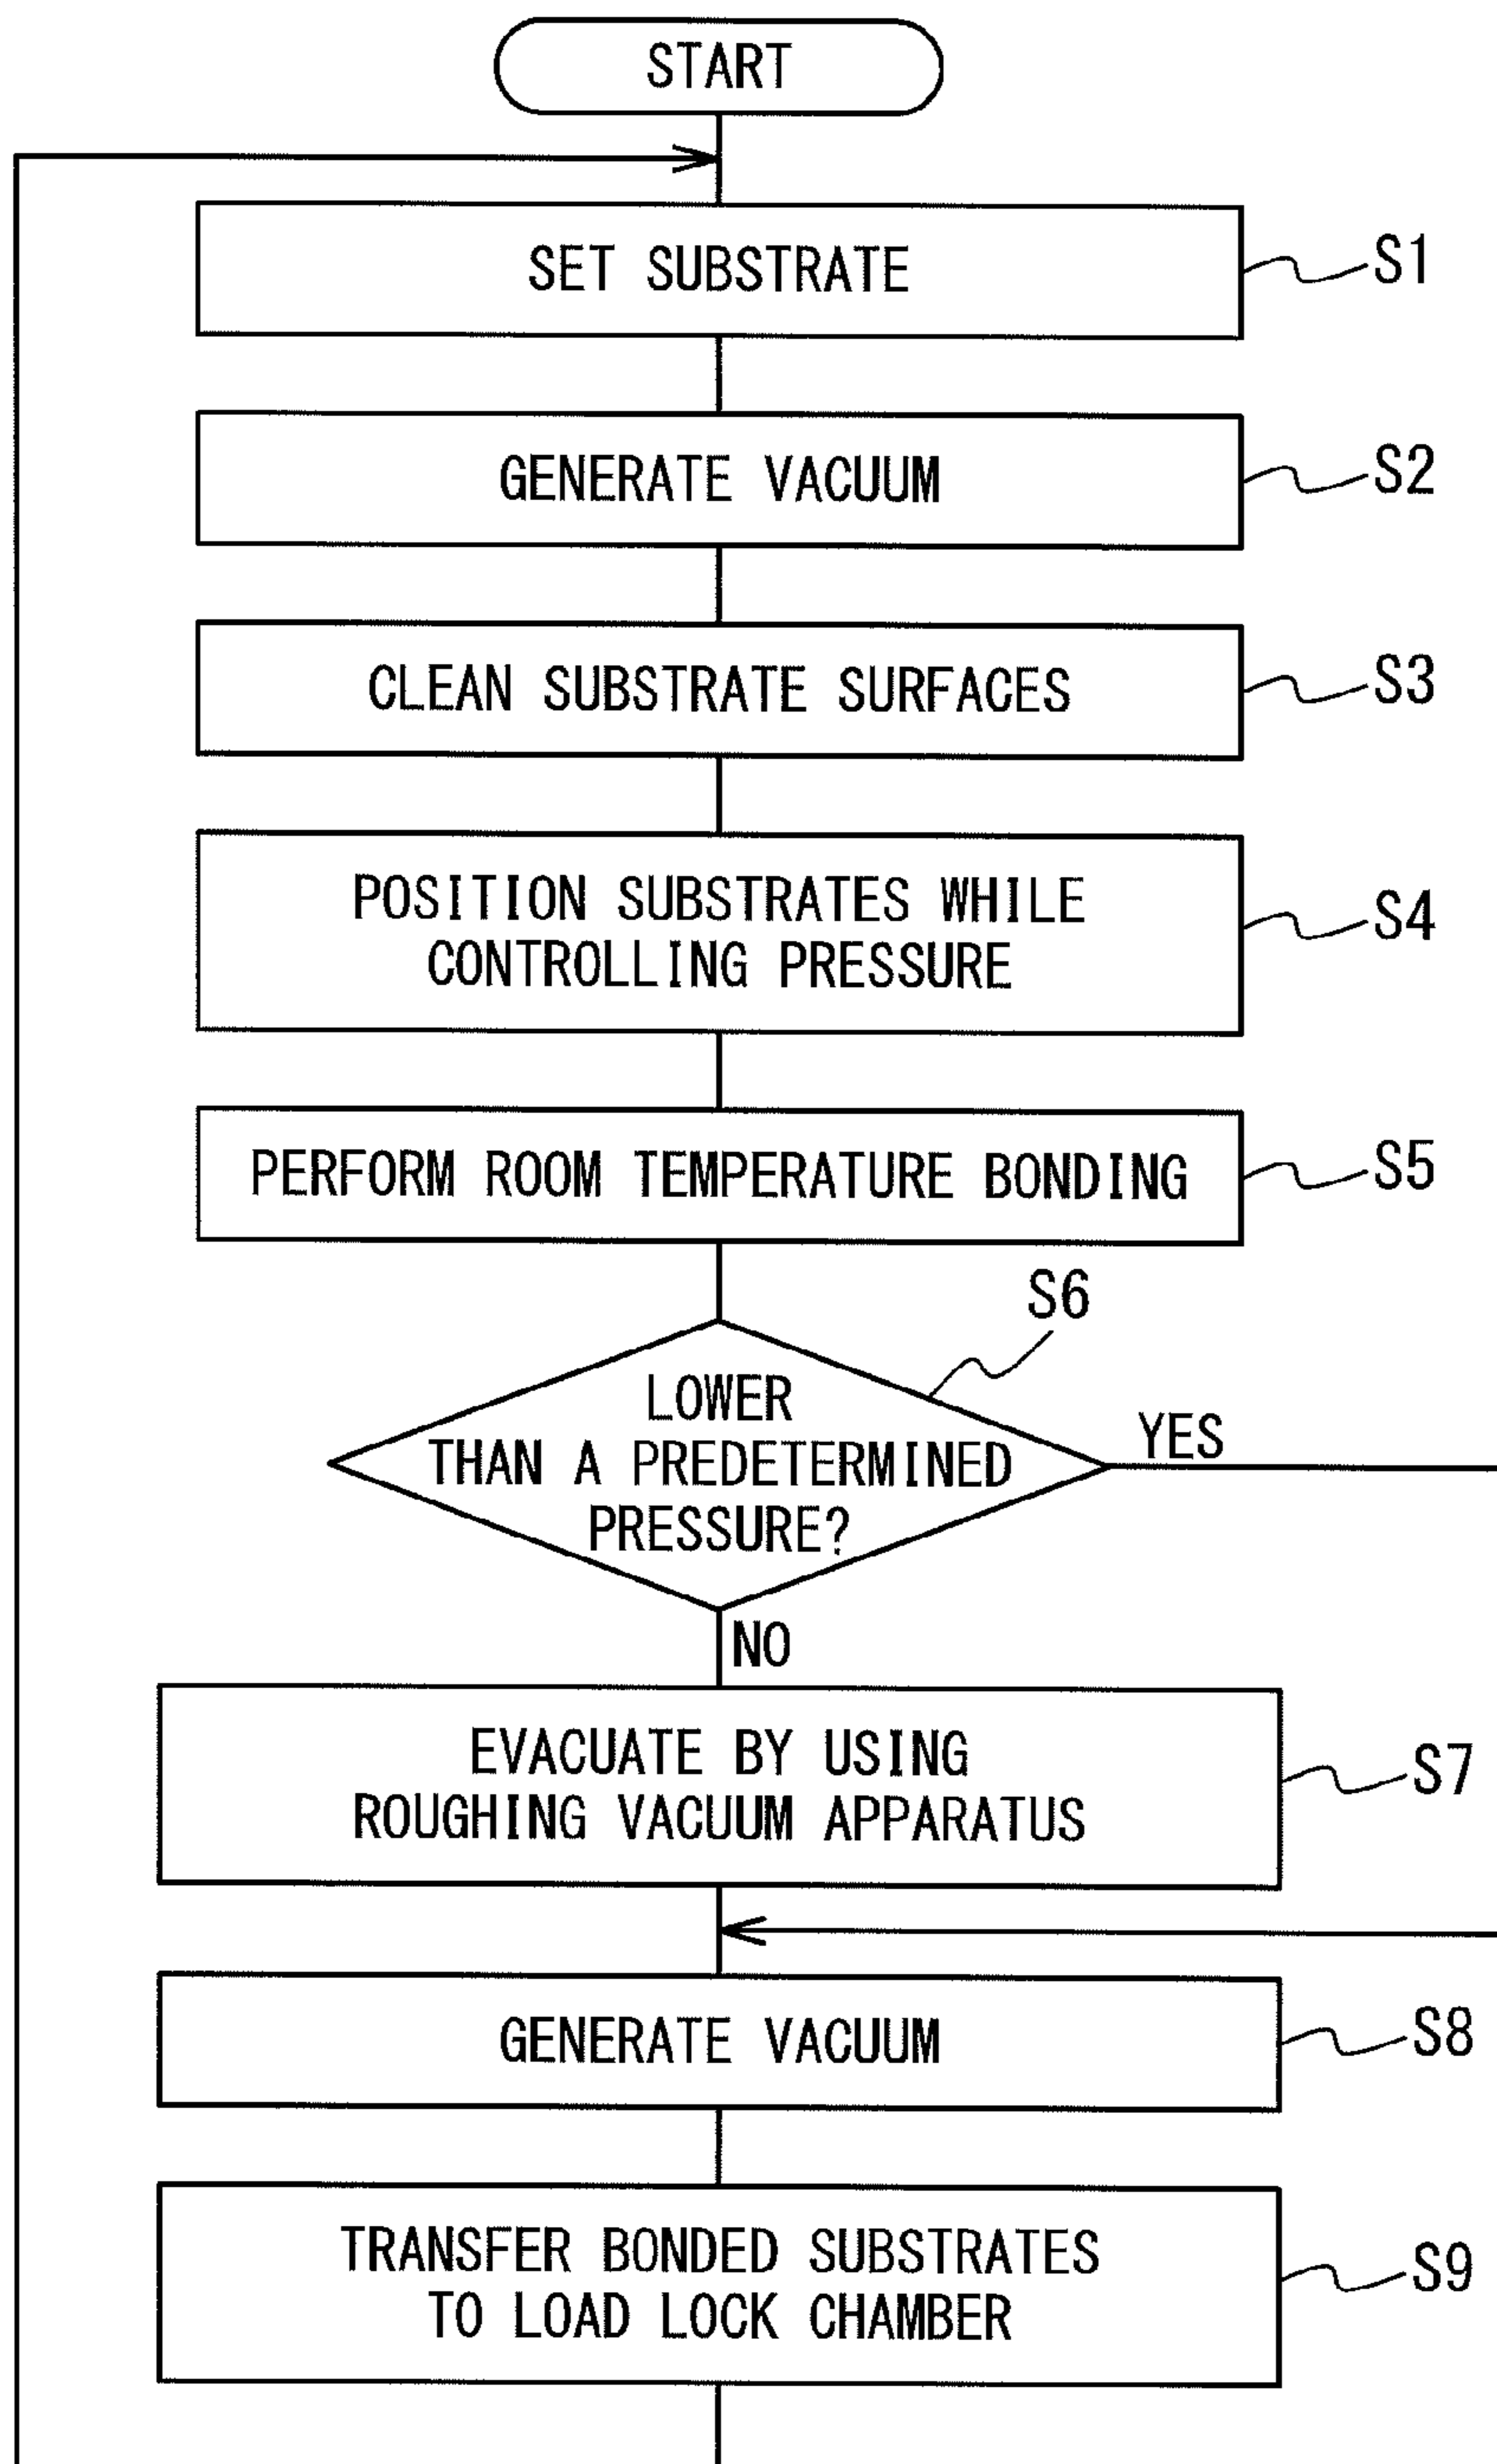 START
SET SUBSTRATE
S1
GENERATE VACUUM
S2
CLEAN SUBSTRATE SURFACES
S3
POSITION SUBSTRATES WHILE
CONTROLLING PRESSURE
S4
PERFORM ROOM TEMPERATURE BONDING
S5
S6
LOWER
THAN A PREDETERMINED
PRESSURE?
YES
NO
EVACUATE BY USING
ROUGHING VACUUM APPARATUS
S7
GENERATE VACUUM
S8
TRANSFER BONDED SUBSTRATES
TO LOAD LOCK CHAMBER
S9